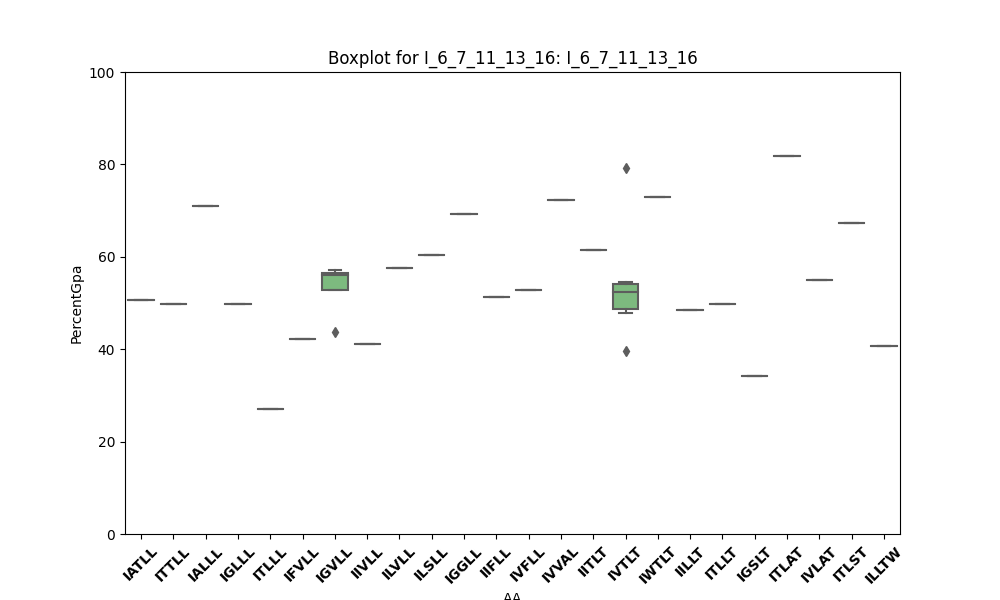 Boxplot for I_6_7_11_13_16: I_6_7_11_13_16
100
80
60
40
20
0
PercentGpa
IATLL
ITTLL
IALLL
IGLLL
ITLLL
IFVLL
IGVLL
IIVLL
ILVLL
ILSLL
IGGLL
IIFLL
IVFLL
IVVAL
IITLT
IVTLT
IWTLT
IILLT
ITLLT
IGSLT
ITLAT
IVLAT
ITLST
ILLTW
AA